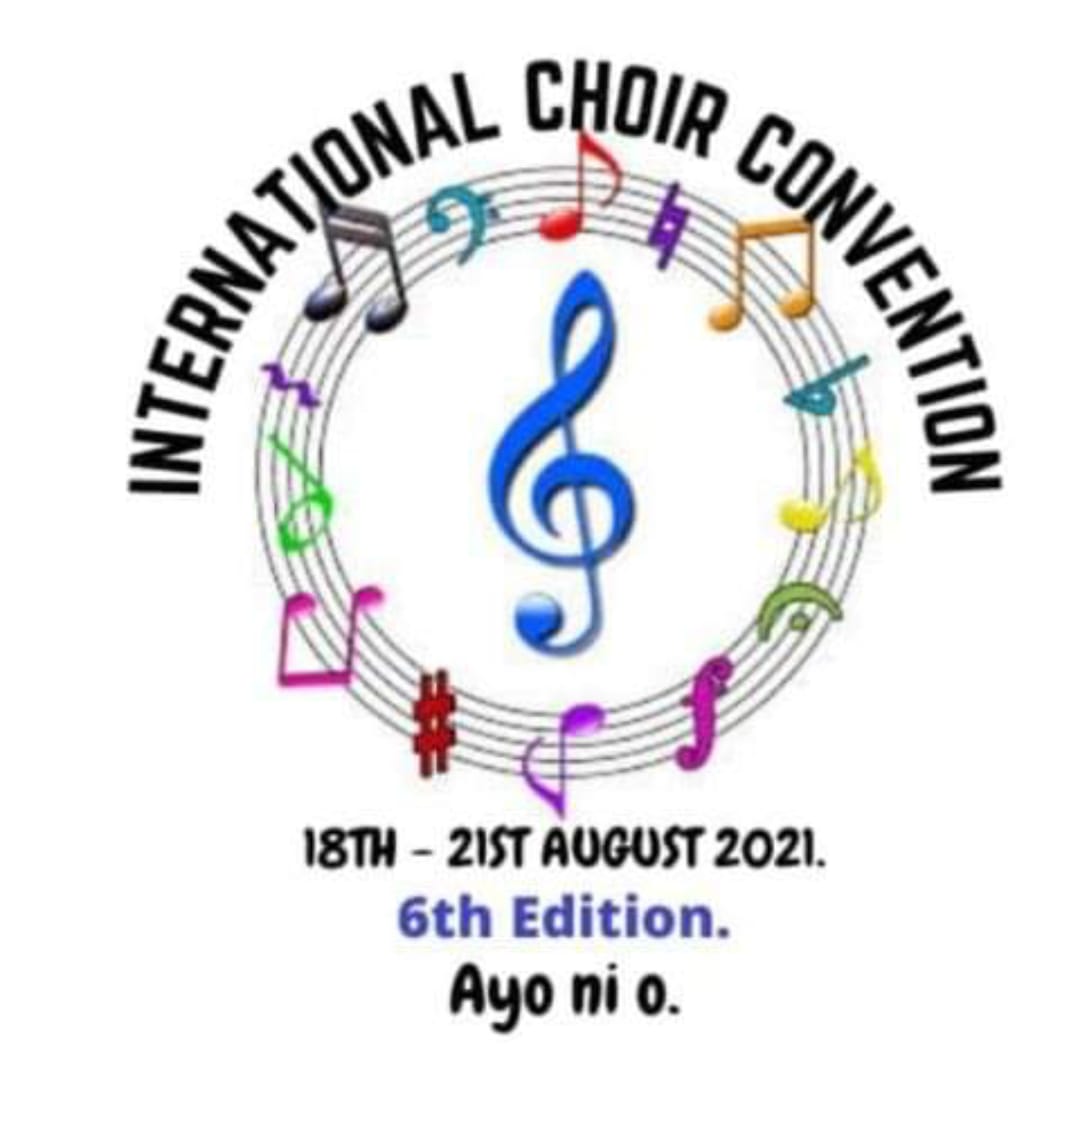 INTERNATIONAL CHOIR CONVENTION
18TH - 21ST AUGUST 2021.
6th Edition.
Ayo ni o.